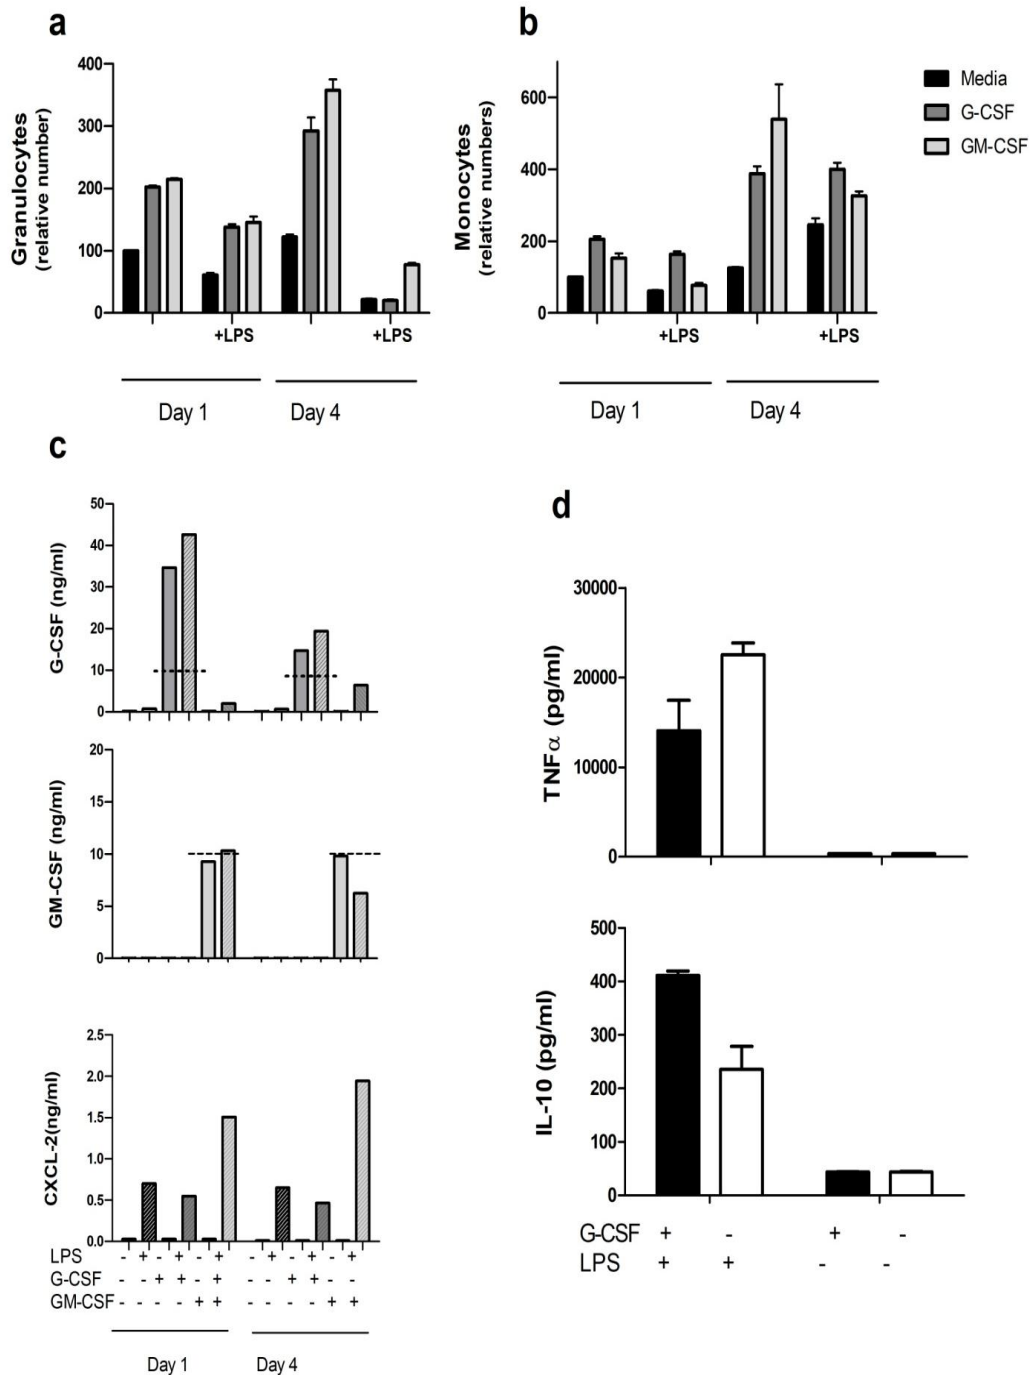 a
Granulocytes
(relative number)
400
300
200
100
0
+LPS
+LPS
Day 1
Day 4
b
Monocytes
(relative numbers)
600
400
200
0
+LPS
+LPS
Day 1
Day 4
Media
G-CSF
GM-CSF
c
G-CSF (ng/ml)
50
40
30
20
10
0
GM-CSF (ng/ml)
20
15
10
5
0
CXCL-2(ng/ml)
2.5
2.0
1.5
1.0
0.5
0.0
LPS - + - + - + - + - + - +
G-CSF - - + + - - - - + + - -
GM-CSF - - - - + + - - - - + +
Day 1
Day 4
d
TNFα (pg/ml)
30000
20000
10000
0
IL-10 (pg/ml)
500
400
300
200
100
0
G-CSF + - + -
LPS + + - -